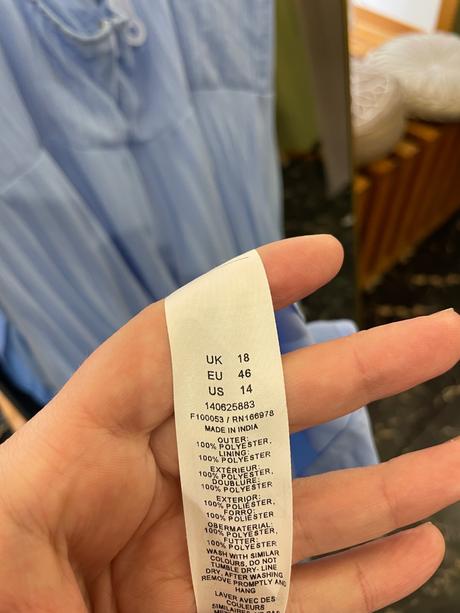 UK 18
EU 46
US 14
140625883
F100053 / RN166978
MADE IN INDIA
OUTER:
100% POLYESTER,
LINING:
100% POLYESTER
EXTÉRIEUR:
100% POLYESTER,
DOUBLURE:
100% POLYESTER
EXTERIOR:
100% POLIÉSTER,
FORRO:
100% POLIÉSTER
OBERMATERIAL:
100% POLYESTER,
FUTTER:
100% POLYESTER
WASH WITH SIMILAR
COLOURS, DO NOT
TUMBLE DRY- LINE
DRY, AFTER WASHING
REMOVE PROMPTLY AND
HANG
LAVER AVEC DES
COULEURS